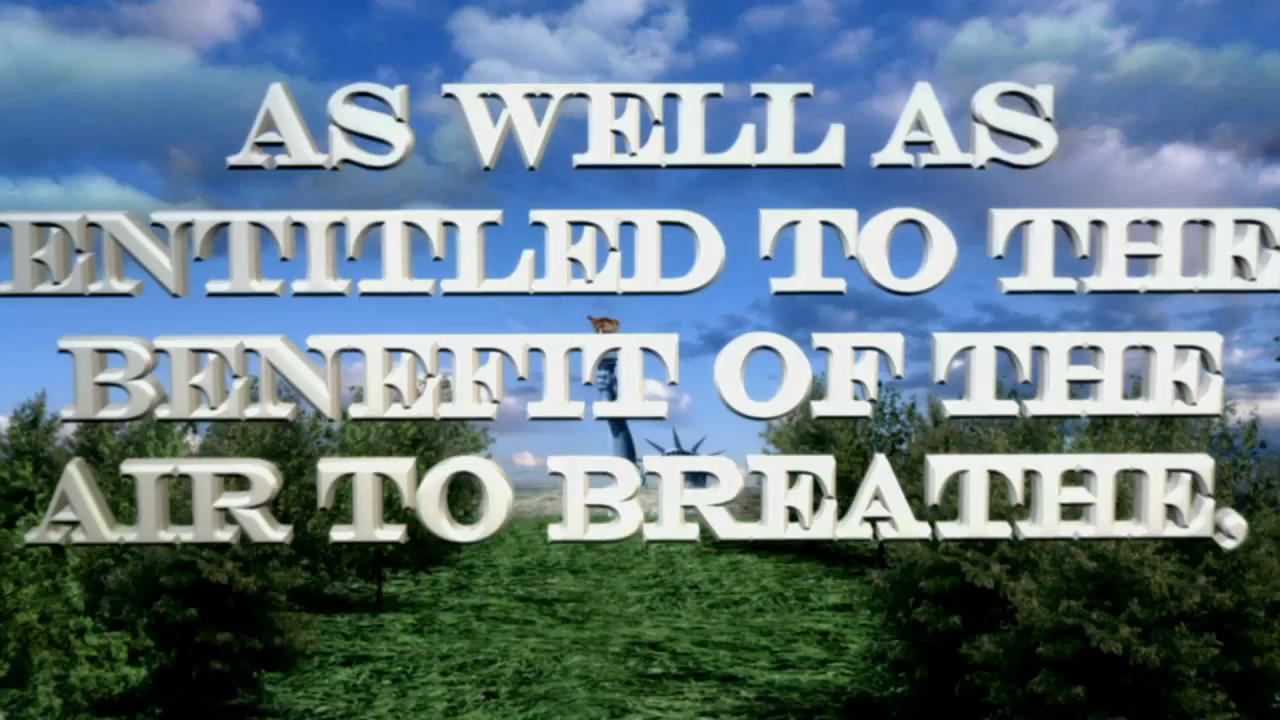 AS WELL AS
ENTITLED TO THE
BENEFIT OF THE
AIR TO BREATHE,